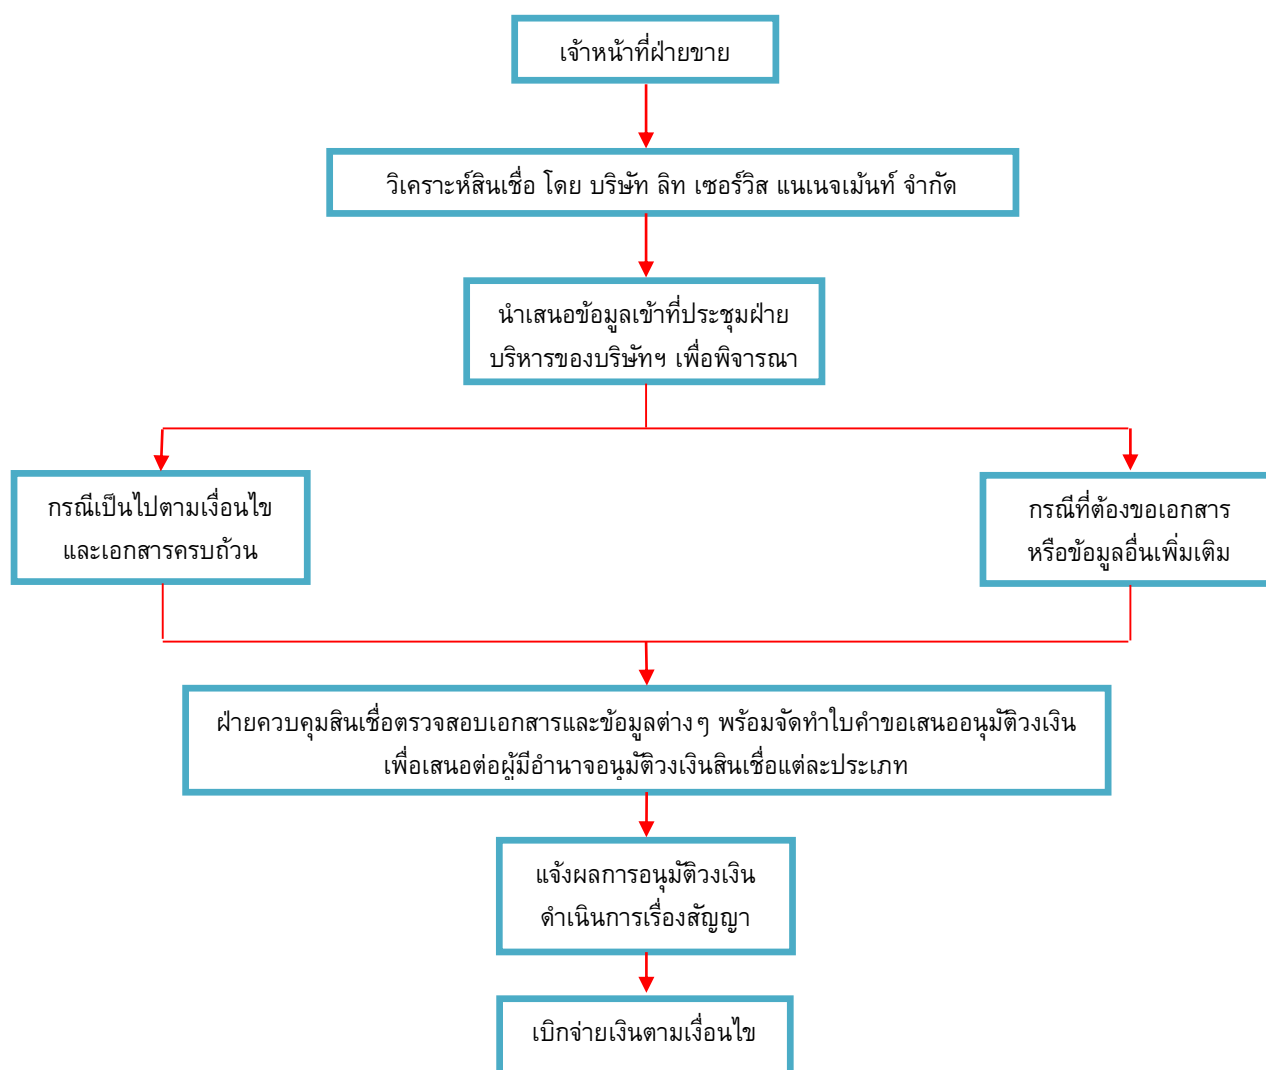 เจ้าหน้าที่ฝ่ายขาย
วิเคราะห์สินเชื่อ โดย บริษัท ลิท เซอร์วิส แนเนจเม้นท์ จำกัด
นำเสนอข้อมูลเข้าที่ประชุมฝ่าย
บริหารของบริษัทฯ เพื่อพิจารณา
กรณีเป็นไปตามเงื่อนไข
และเอกสารครบถ้วน
กรณีที่ต้องขอเอกสาร
หรือข้อมูลอื่นเพิ่มเติม
ฝ่ายควบคุมสินเชื่อตรวจสอบเอกสารและข้อมูลต่างๆ พร้อมจัดทำใบคำขอเสนออนุมัติวงเงิน
เพื่อเสนอต่อผู้มีอำนาจอนุมัติวงเงินสินเชื่อแต่ละประเภท
แจ้งผลการอนุมัติวงเงิน
ดำเนินการเรื่องสัญญา
เบิกจ่ายเงินตามเงื่อนไข